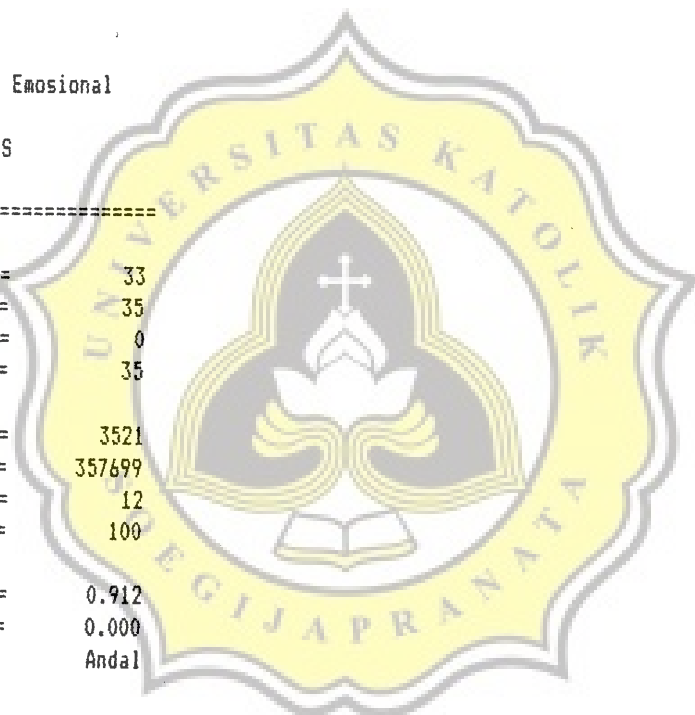 Emosional
S
==============
= 33
= 35
= 0
= 35
= 3521
= 357699
= 12
= 100
= 0.912
= 0.000
Andal
UNIVERSITAS KATOLIK
SOEGIJAPRANATA